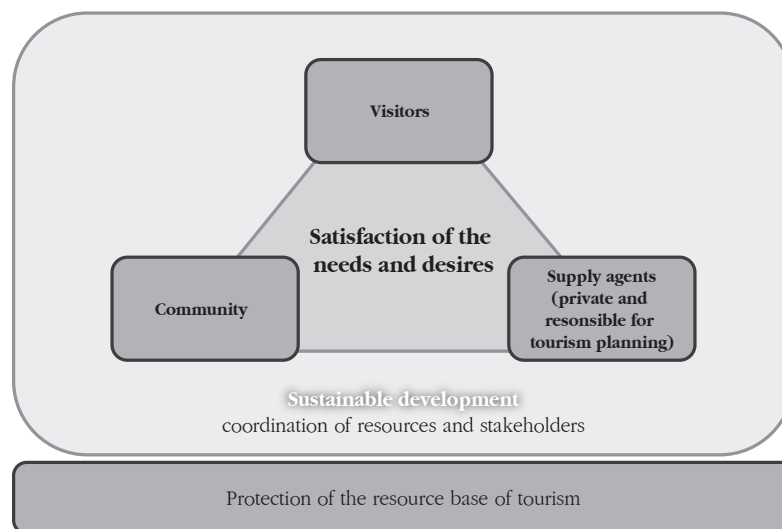 Visitors
Satisfaction of the
needs and desires
Community
Supply agents
(private and
resonsible for
tourism planning)
Sustainable development
coordination of resources and stakeholders
Protection of the resource base of tourism